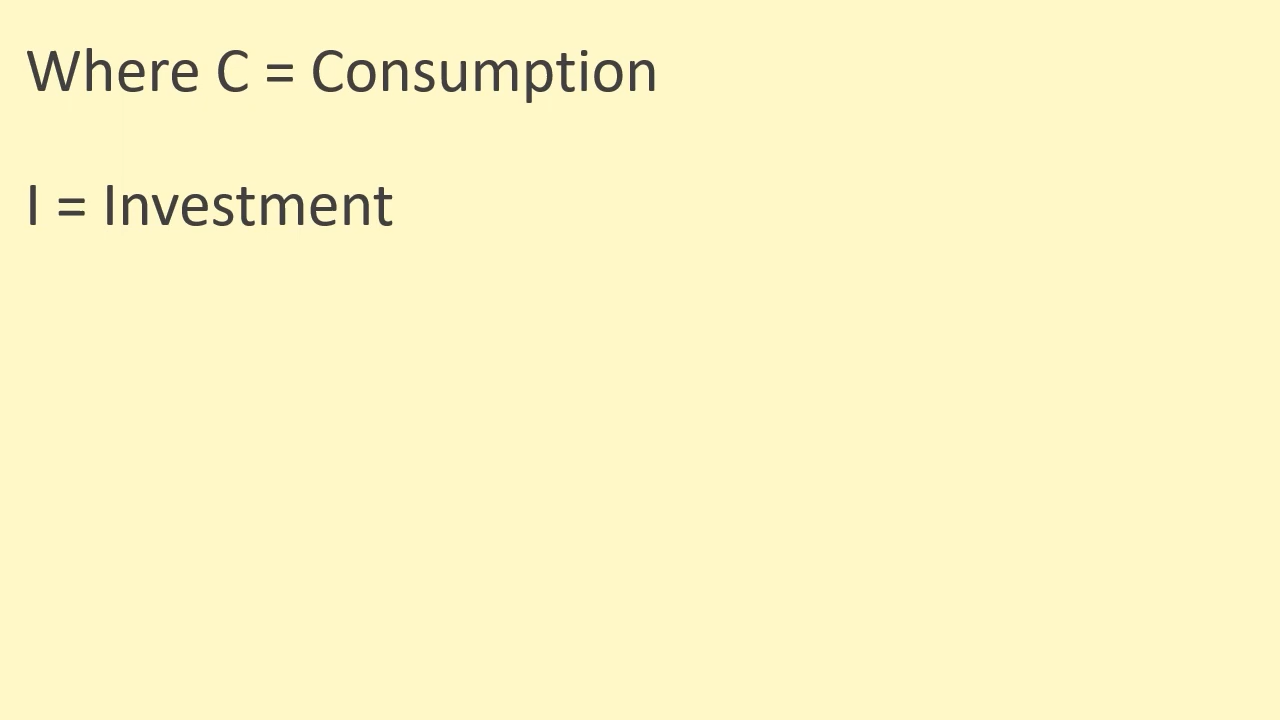 Where C = Consumption
I = Investment